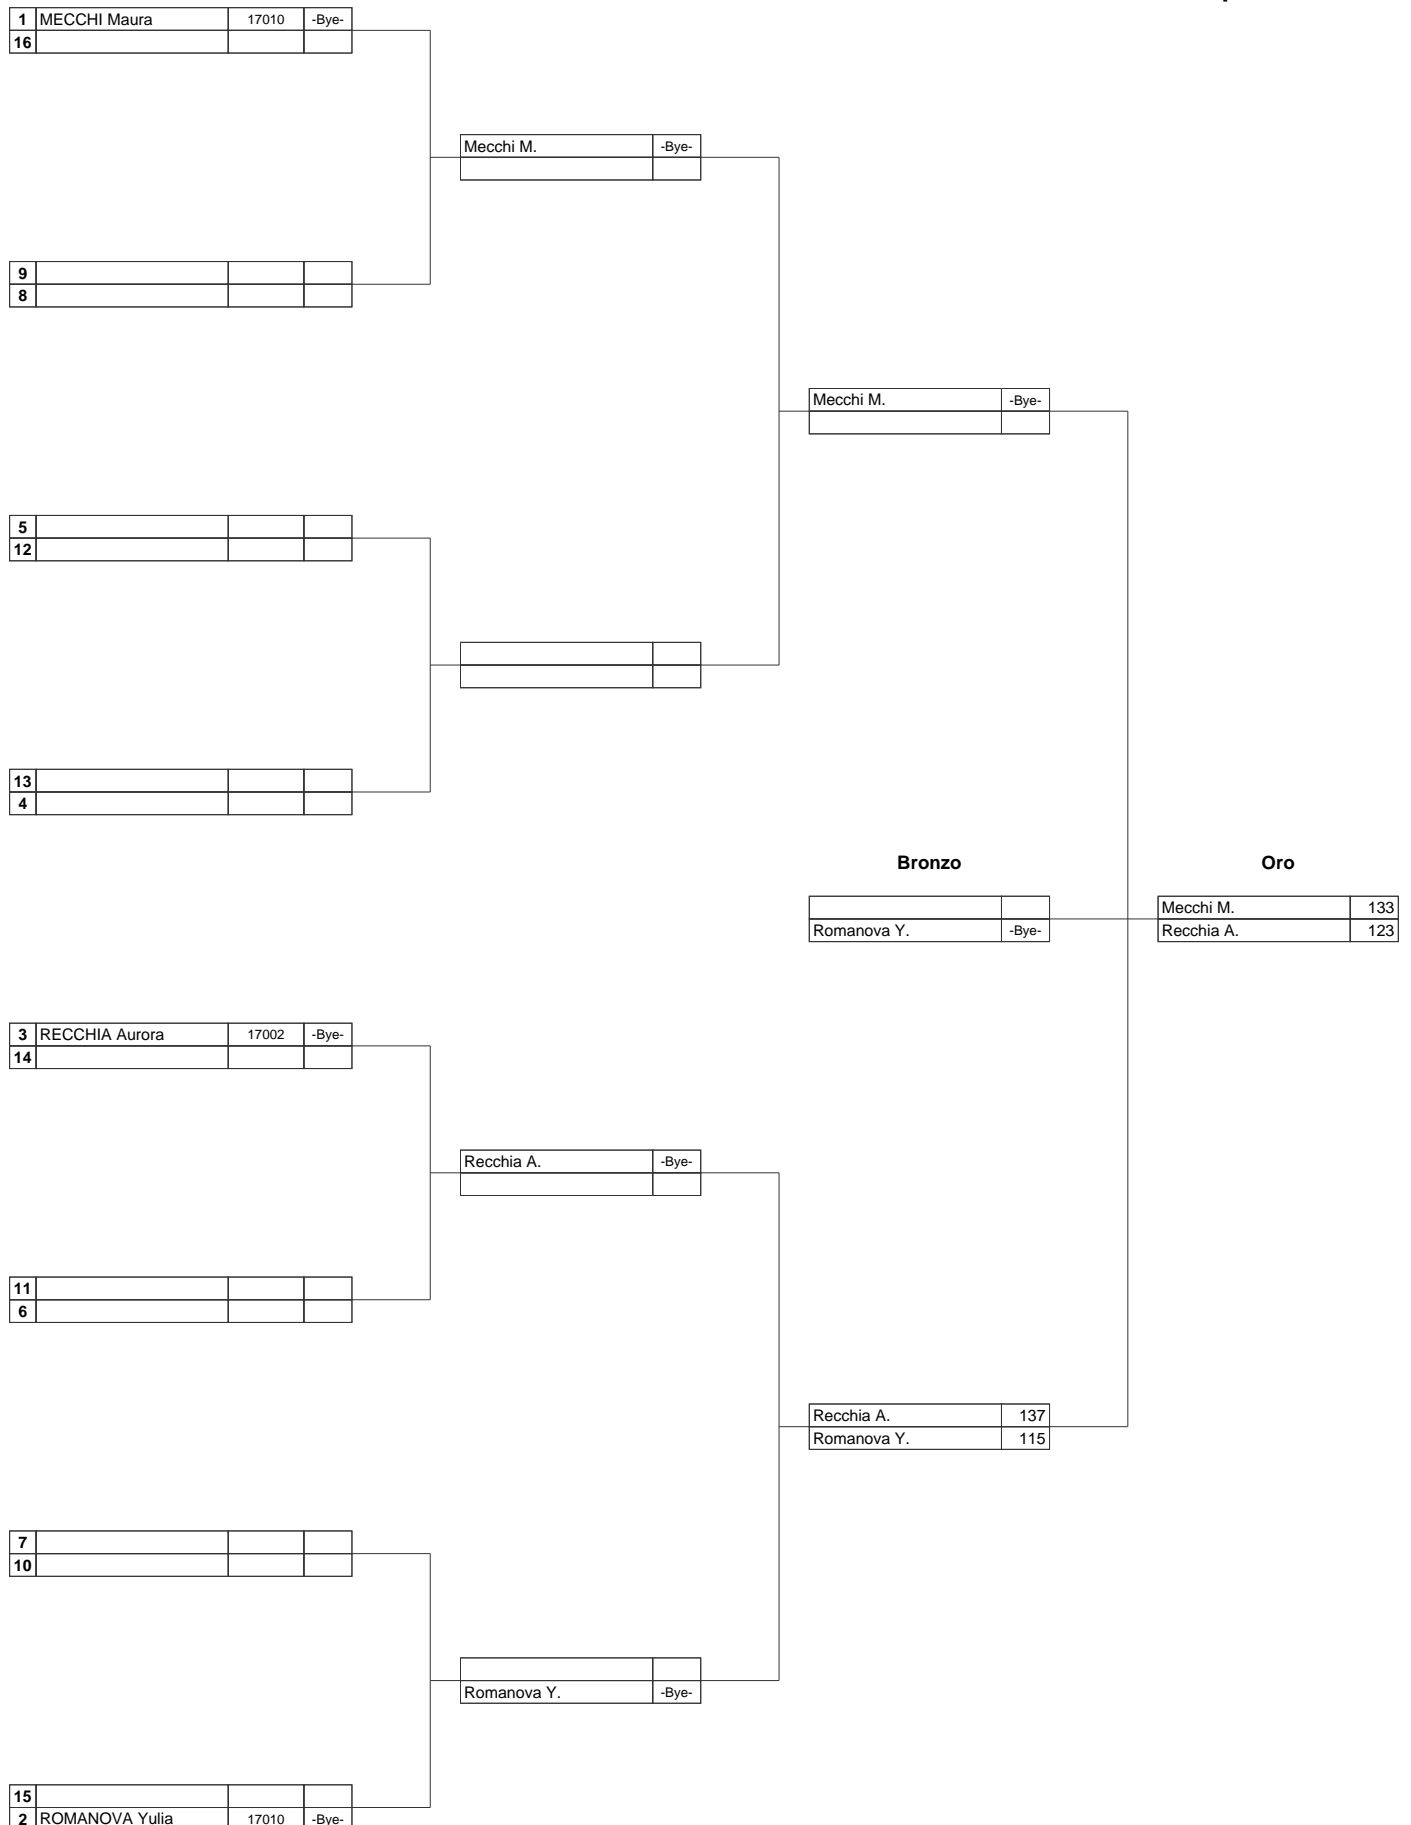 1 MECCHI Maura 17010 -Bye-
16
Mecchi M. -Bye-
9
8
Mecchi M. -Bye-
5
12
13
4
Bronzo Oro
Mecchi M. 133
Romanova Y. -Bye- Recchia A. 123
3 RECCHIA Aurora 17002 -Bye-
14
Recchia A. -Bye-
11
6
Recchia A. 137
Romanova Y. 115
7
10
Romanova Y. -Bye-
15
2 ROMANOVA Yulia 17010 -Bye-